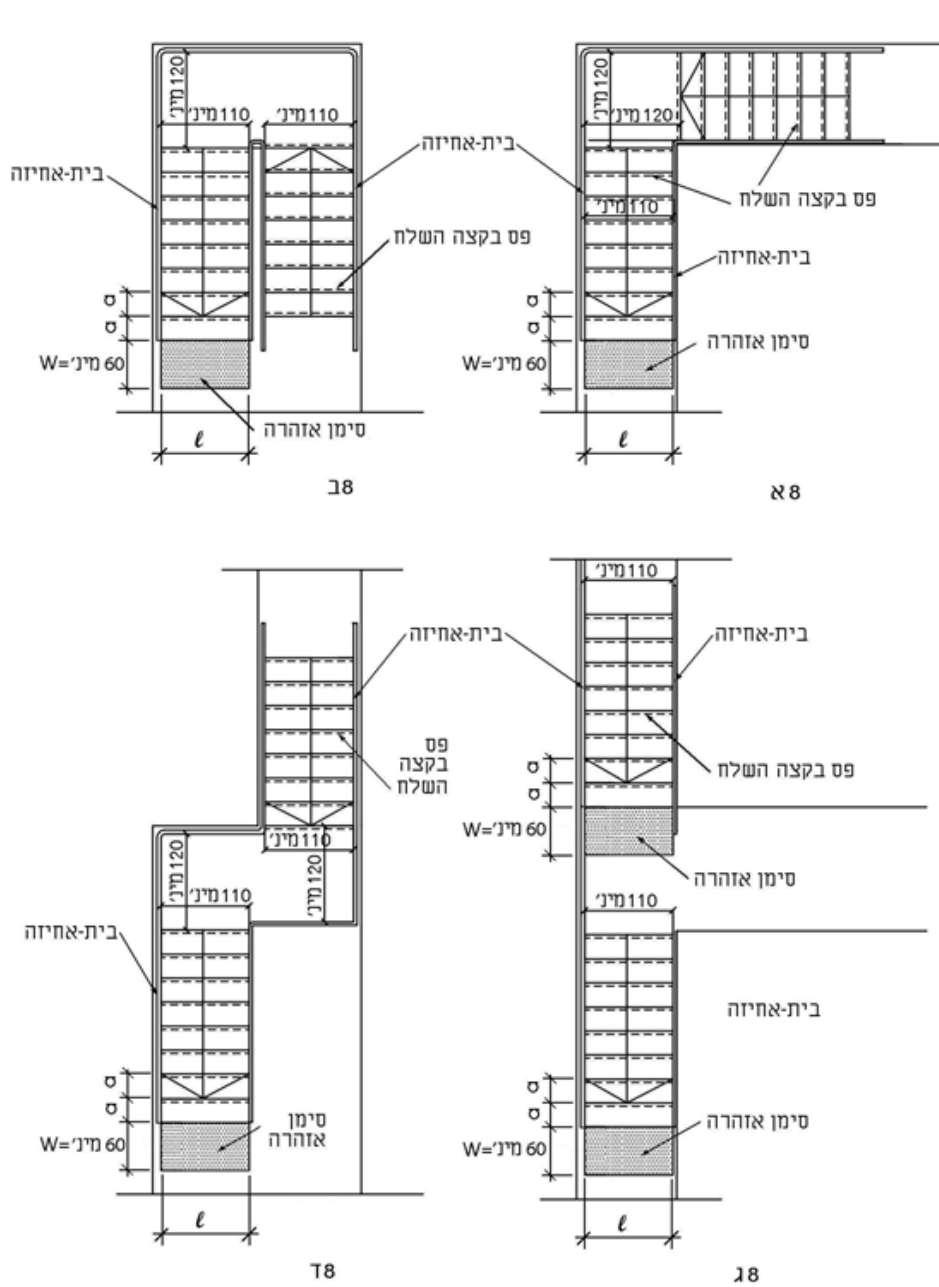 120 מינ'
120 מינ'
110 מינ'
פס בקצה השלח
בית-אחיזה
a
a
W=60 מינ'
סימן אזהרה
ℓ
8א
120 מינ'
110 מינ'
110 מינ'
בית-אחיזה
בית-אחיזה
פס בקצה השלח
a
a
W=60 מינ'
סימן אזהרה
ℓ
8ב
110 מינ'
בית-אחיזה
פס בקצה השלח
a
a
W=60 מינ'
סימן אזהרה
110 מינ'
בית-אחיזה
a
a
W=60 מינ'
סימן אזהרה
ℓ
8ג
בית-אחיזה
פס
בקצה
השלח
110 מינ'
120 מינ'
120 מינ'
110 מינ'
בית-אחיזה
a
a
W=60 מינ'
סימן
אזהרה
ℓ
8ד